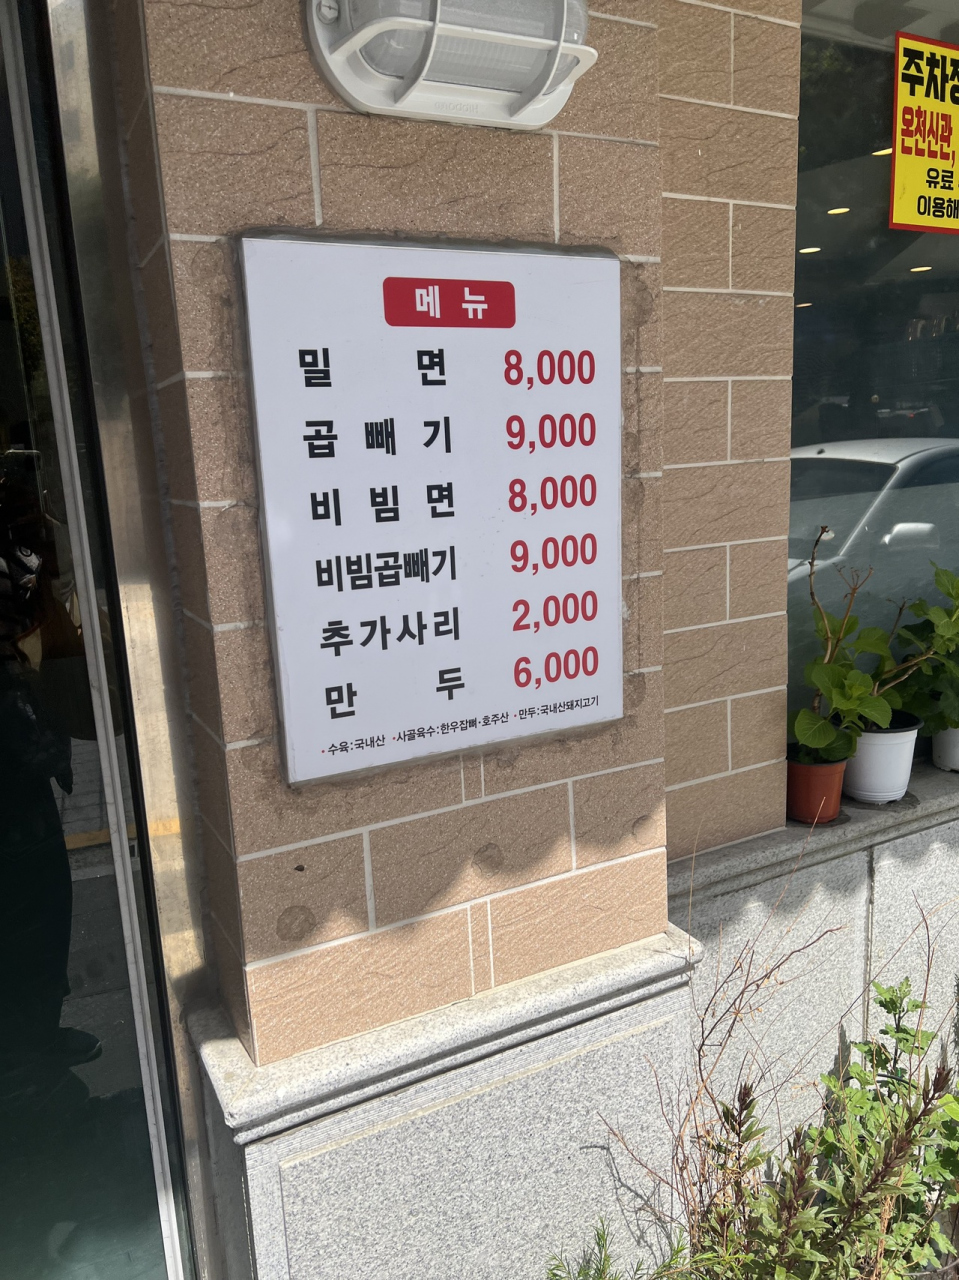 메뉴
밀면 8,000
곱빼기 9,000
비빔면 8,000
비빔곱빼기 9,000
추가사리 2,000
만두 6,000
•수육:국내산 •사골육수:한우잡뼈·호주산 •만두:국내산돼지고기
주차장
온천신관,
유료
이용해